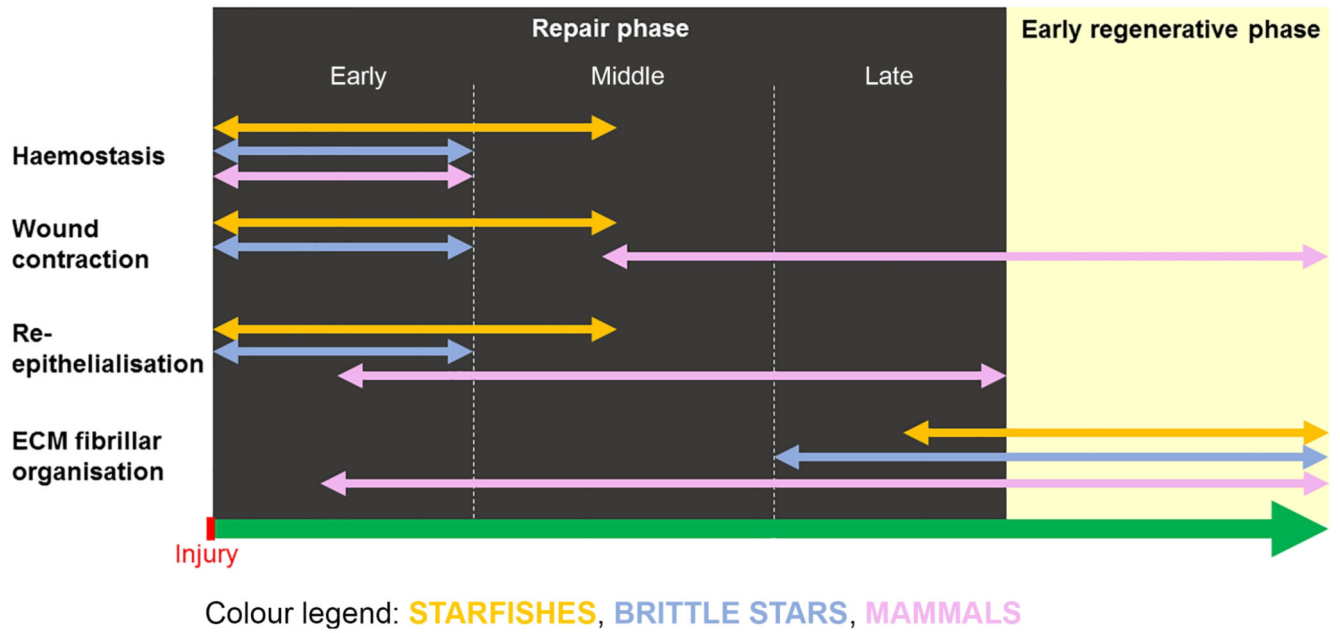 Repair phase
Early regenerative phase
Early
Middle
Late
Haemostasis
Wound
contraction
Re-
epithelialisation
ECM fibrillar
organisation
Injury
Colour legend: STARFISHES, BRITTLE STARS, MAMMALS